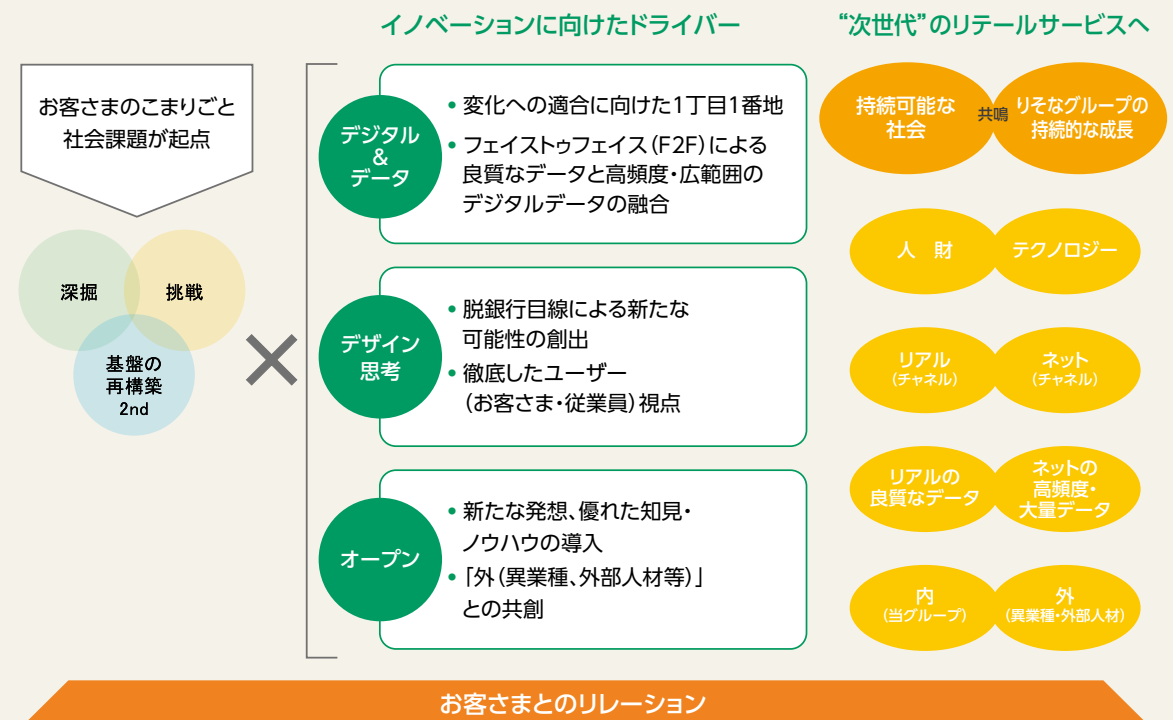 イノベーションに向けたドライバー
“次世代”のリテールサービスへ
お客さまのこまりごと
社会課題が起点
深掘
挑戦
基盤の
再構築
2nd
×
デジタル
&
データ
• 変化への適合に向けた1丁目1番地
• フェイストゥフェイス(F2F)による
良質なデータと高頻度・広範囲の
デジタルデータの融合
デザイン
思考
• 脱銀行目線による新たな
可能性の創出
• 徹底したユーザー
(お客さま・従業員)視点
オープン
• 新たな発想、優れた知見・
ノウハウの導入
• 「外(異業種、外部人材等)」
との共創
持続可能な
社会
共鳴
りそなグループの
持続的な成長
人 財
テクノロジー
リアル
(チャネル)
ネット
(チャネル)
リアルの
良質なデータ
ネットの
高頻度・
大量データ
内
(当グループ)
外
(異業種・外部人材)
お客さまとのリレーション